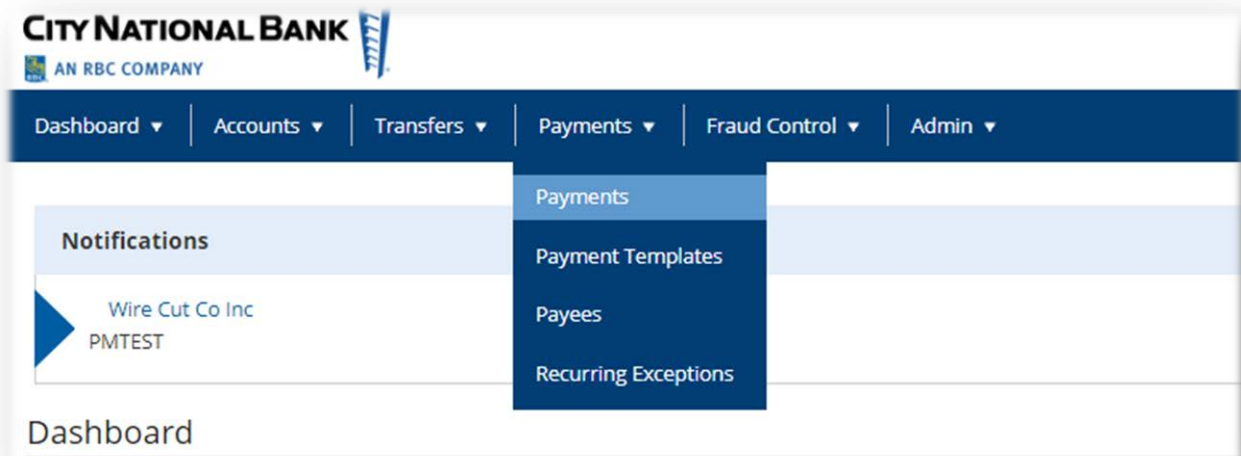 CITY NATIONAL BANK
RBC
AN RBC COMPANY
Dashboard ▼ Accounts ▼ Transfers ▼ Payments ▼ Fraud Control ▼ Admin ▼
Payments
Payment Templates
Payees
Recurring Exceptions
Notifications
Wire Cut Co Inc
PMTEST
Dashboard